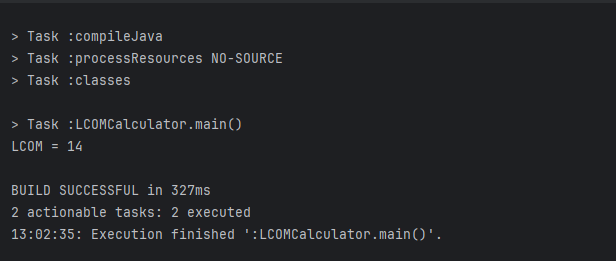 > Task :compileJava
> Task :processResources NO-SOURCE
> Task :classes
> Task :LCOMCalculator.main()
LCOM = 14
BUILD SUCCESSFUL in 327ms
2 actionable tasks: 2 executed
13:02:35: Execution finished ':LCOMCalculator.main()'.